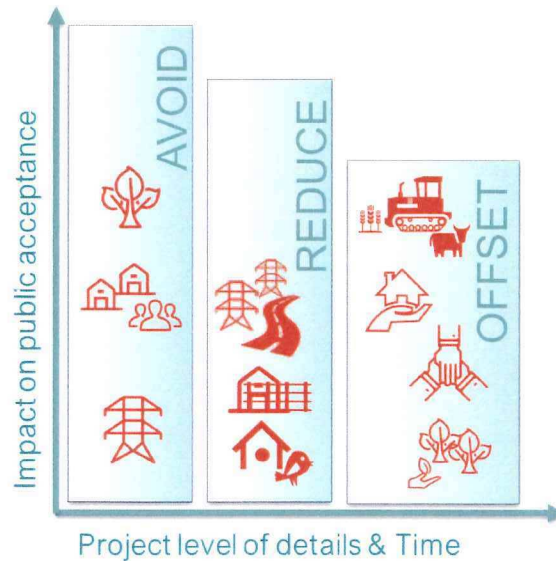 AVOID
REDUCE
OFFSET
Impact on public acceptance
Project level of details & Time